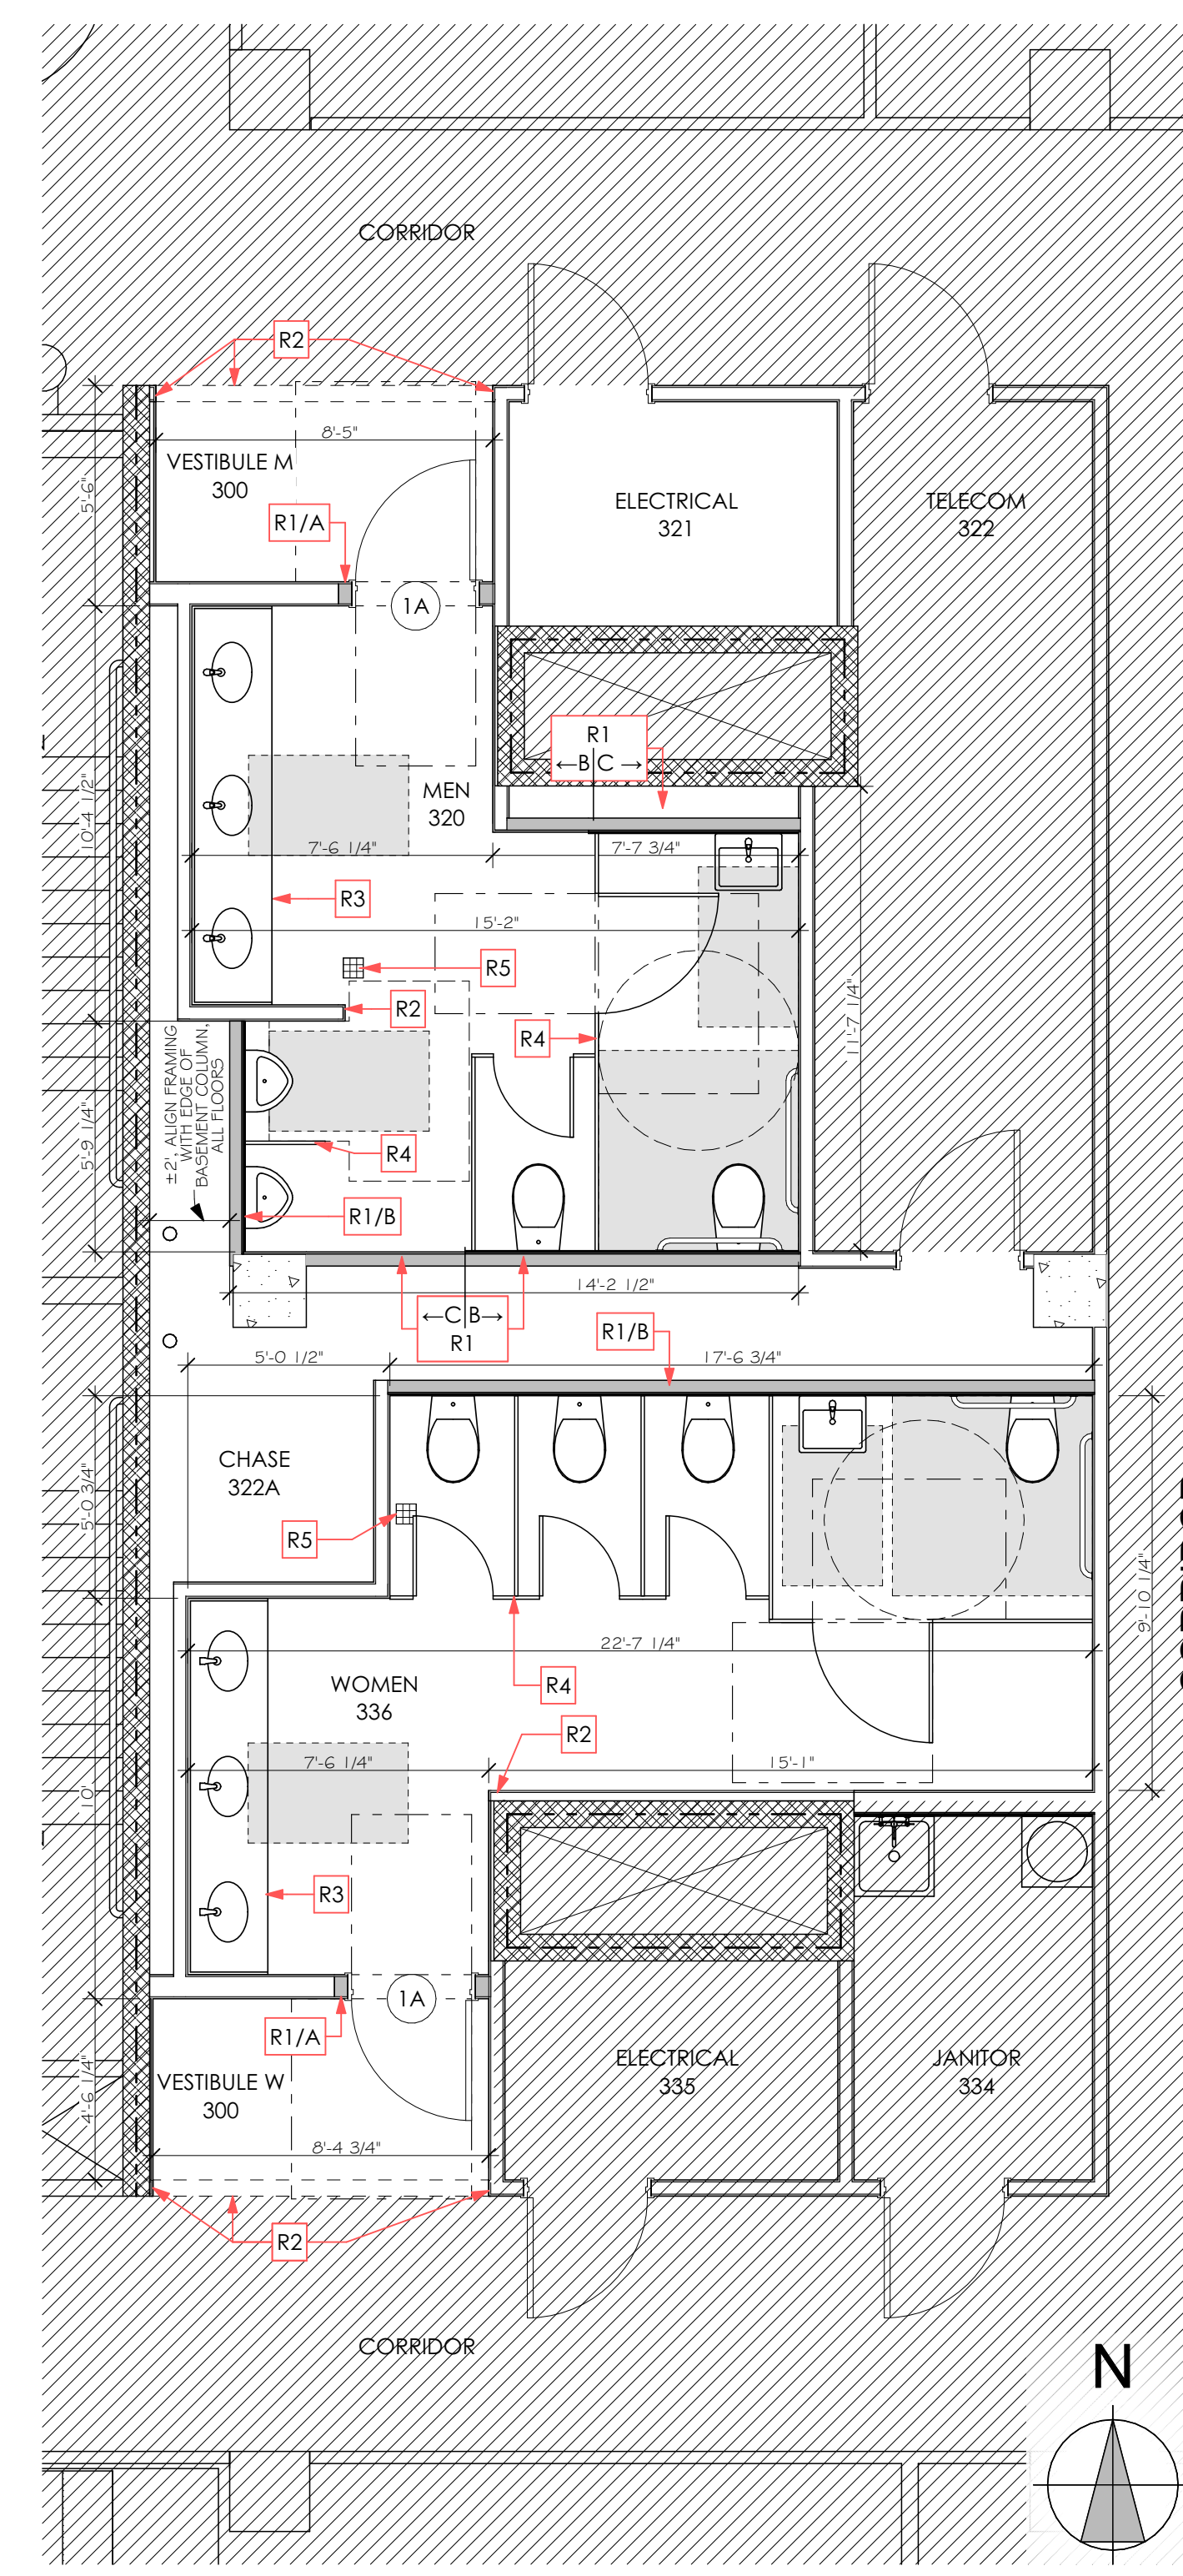 CORRIDOR
R2
8'-5"
VESTIBULE M
300
5'-6"
R1/A
ELECTRICAL
321
TELECOM
322
1A
R1
←B C→
MEN
320
10'-4 1/2"
7'-6 1/4"
7'-7 3/4"
R3
15'-2"
R5
R2
R4
11'-7 1/4"
±2', ALIGN FRAMING
WITH EDGE OF
BASEMENT COLUMN,
ALL FLOORS
5'-9 1/4"
R4
R1/B
14'-2 1/2"
←C B→
R1
R1/B
5'-0 1/2"
17'-6 3/4"
CHASE
322A
5'-0 3/4"
R5
9'-10 1/4"
22'-7 1/4"
WOMEN
336
R4
R2
7'-6 1/4"
15'-1"
10'
R3
1A
R1/A
ELECTRICAL
335
JANITOR
334
VESTIBULE W
300
4'-6 1/4"
8'-4 3/4"
R2
CORRIDOR
N